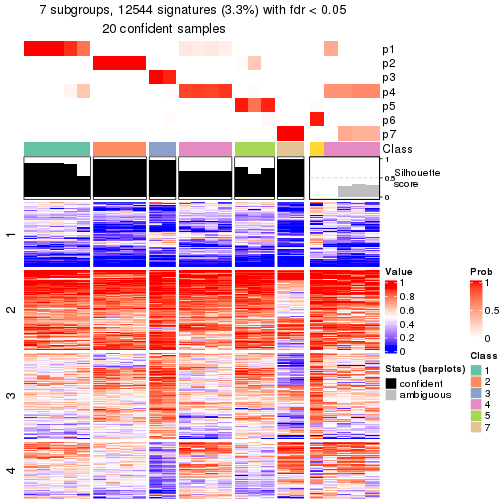 7 subgroups, 12544 signatures (3.3%) with fdr < 0.05
20 confident samples
p1
p2
p3
p4
p5
p6
p7
Class
1
0.5
0
Silhouette
score
1
2
3
4
Value
1
0.8
0.6
0.4
0.2
0
Status (barplots)
confident
ambiguous
Prob
1
0.5
0
Class
1
2
3
4
5
7